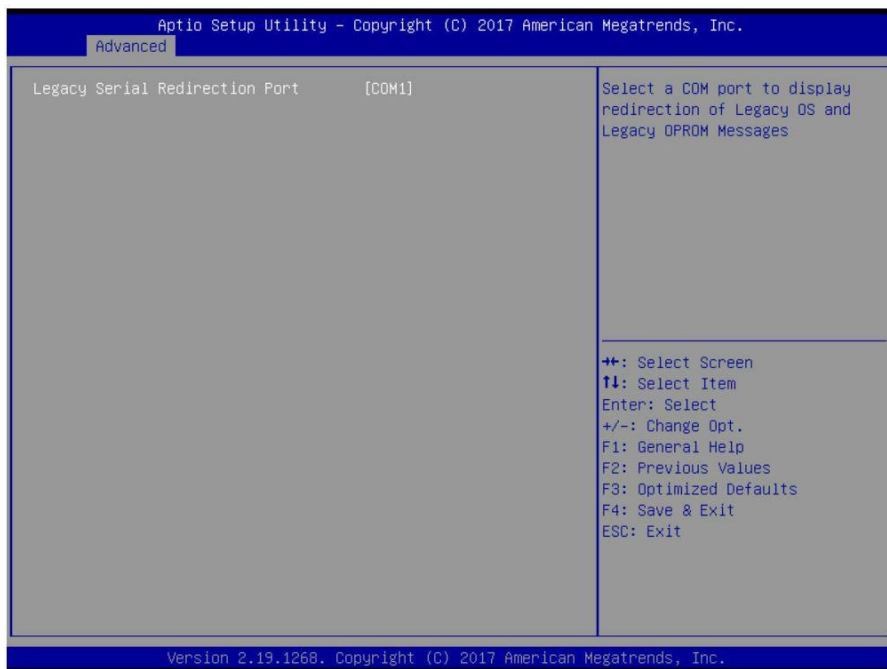 Aptio Setup Utility – Copyright (C) 2017 American Megatrends, Inc.
Advanced
Legacy Serial Redirection Port [COM1]
Select a COM port to display
redirection of Legacy OS and
Legacy OPROM Messages
→←: Select Screen
↑↓: Select Item
Enter: Select
+/-: Change Opt.
F1: General Help
F2: Previous Values
F3: Optimized Defaults
F4: Save & Exit
ESC: Exit
Version 2.19.1268. Copyright (C) 2017 American Megatrends, Inc.